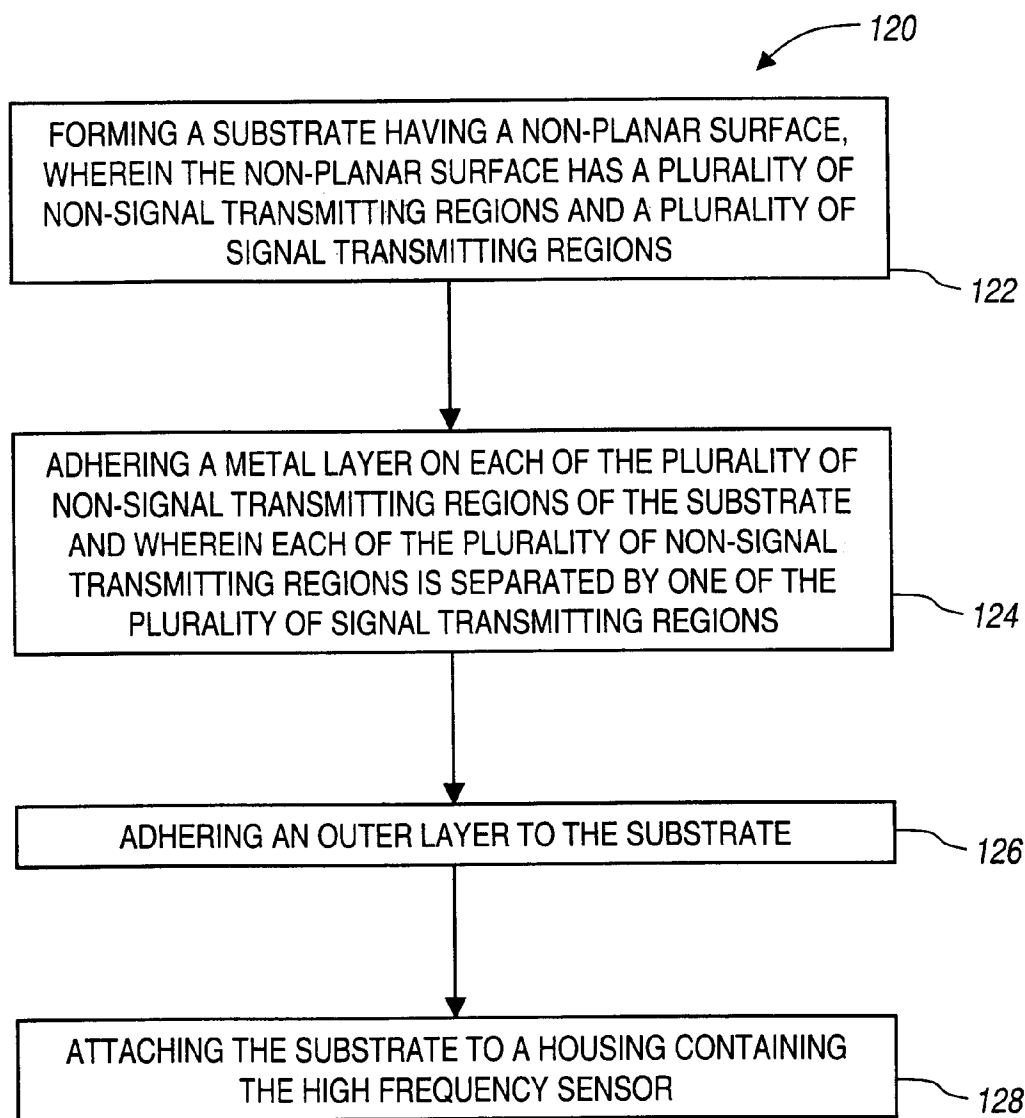 120
FORMING A SUBSTRATE HAVING A NON-PLANAR SURFACE,
WHEREIN THE NON-PLANAR SURFACE HAS A PLURALITY OF
NON-SIGNAL TRANSMITTING REGIONS AND A PLURALITY OF
SIGNAL TRANSMITTING REGIONS
122
ADHERING A METAL LAYER ON EACH OF THE PLURALITY OF
NON-SIGNAL TRANSMITTING REGIONS OF THE SUBSTRATE
AND WHEREIN EACH OF THE PLURALITY OF NON-SIGNAL
TRANSMITTING REGIONS IS SEPARATED BY ONE OF THE
PLURALITY OF SIGNAL TRANSMITTING REGIONS
124
ADHERING AN OUTER LAYER TO THE SUBSTRATE
126
ATTACHING THE SUBSTRATE TO A HOUSING CONTAINING
THE HIGH FREQUENCY SENSOR
128